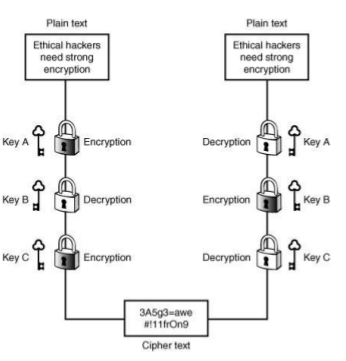 Plain text
Ethical hackers
need strong
encryption
Key A
Encryption
Key B
Decryption
Key C
Encryption
Plain text
Ethical hackers
need strong
encryption
Decryption
Key A
Encryption
Key B
Decryption
Key C
3A5g3=awe
#!11frOn9
Cipher text